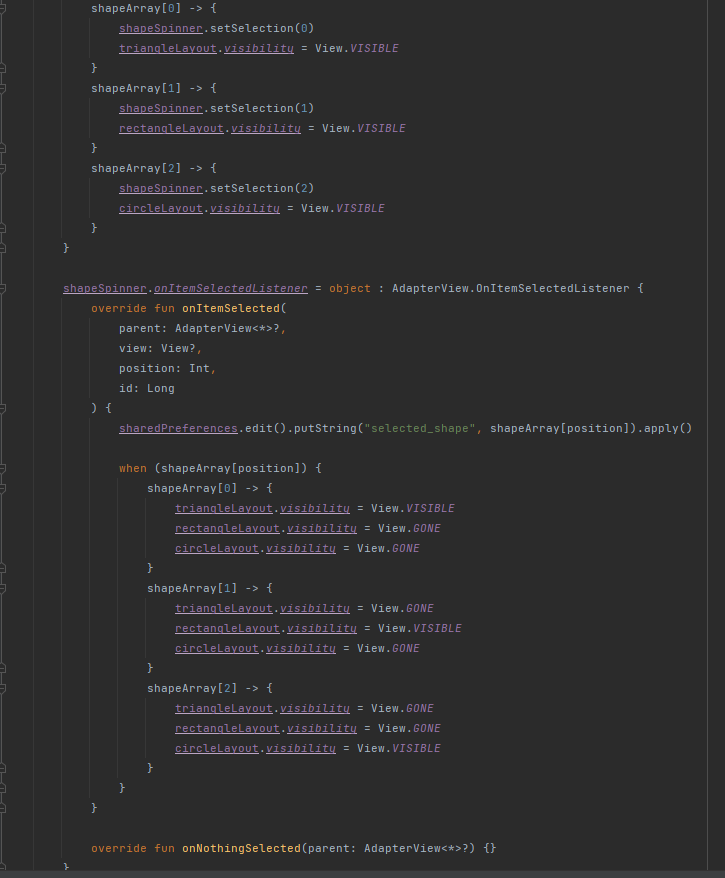 shapeArray[0] -> {
shapeSpinner.setSelection(0)
triangleLayout.visibility = View.VISIBLE
}
shapeArray[1] -> {
shapeSpinner.setSelection(1)
rectangleLayout.visibility = View.VISIBLE
}
shapeArray[2] -> {
shapeSpinner.setSelection(2)
circleLayout.visibility = View.VISIBLE
}
}
shapeSpinner.onItemSelectedListener = object : AdapterView.OnItemSelectedListener {
override fun onItemSelected(
parent: AdapterView<*>?,
view: View?,
position: Int,
id: Long
) {
sharedPreferences.edit().putString("selected_shape", shapeArray[position]).apply()
when (shapeArray[position]) {
shapeArray[0] -> {
triangleLayout.visibility = View.VISIBLE
rectangleLayout.visibility = View.GONE
circleLayout.visibility = View.GONE
}
shapeArray[1] -> {
triangleLayout.visibility = View.GONE
rectangleLayout.visibility = View.VISIBLE
circleLayout.visibility = View.GONE
}
shapeArray[2] -> {
triangleLayout.visibility = View.GONE
rectangleLayout.visibility = View.GONE
circleLayout.visibility = View.VISIBLE
}
}
}
override fun onNothingSelected(parent: AdapterView<*>?) {}
}